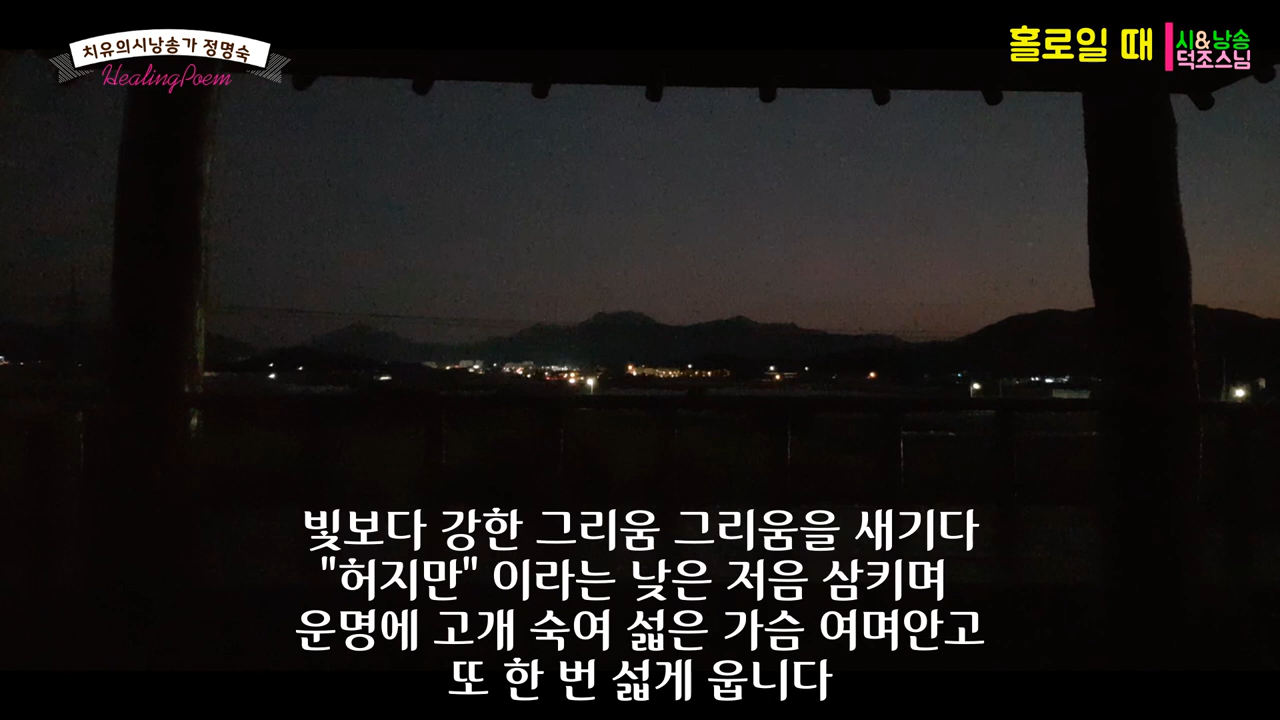 치유의시낭송가 정명숙
HealingPoem
홀로일 때
시&낭송
덕조스님
빛보다 강한 그리움 그리움을 새기다
"허지만" 이라는 낮은 저음 삼키며
운명에 고개 숙여 섧은 가슴 여며안고
또 한 번 섧게 웁니다